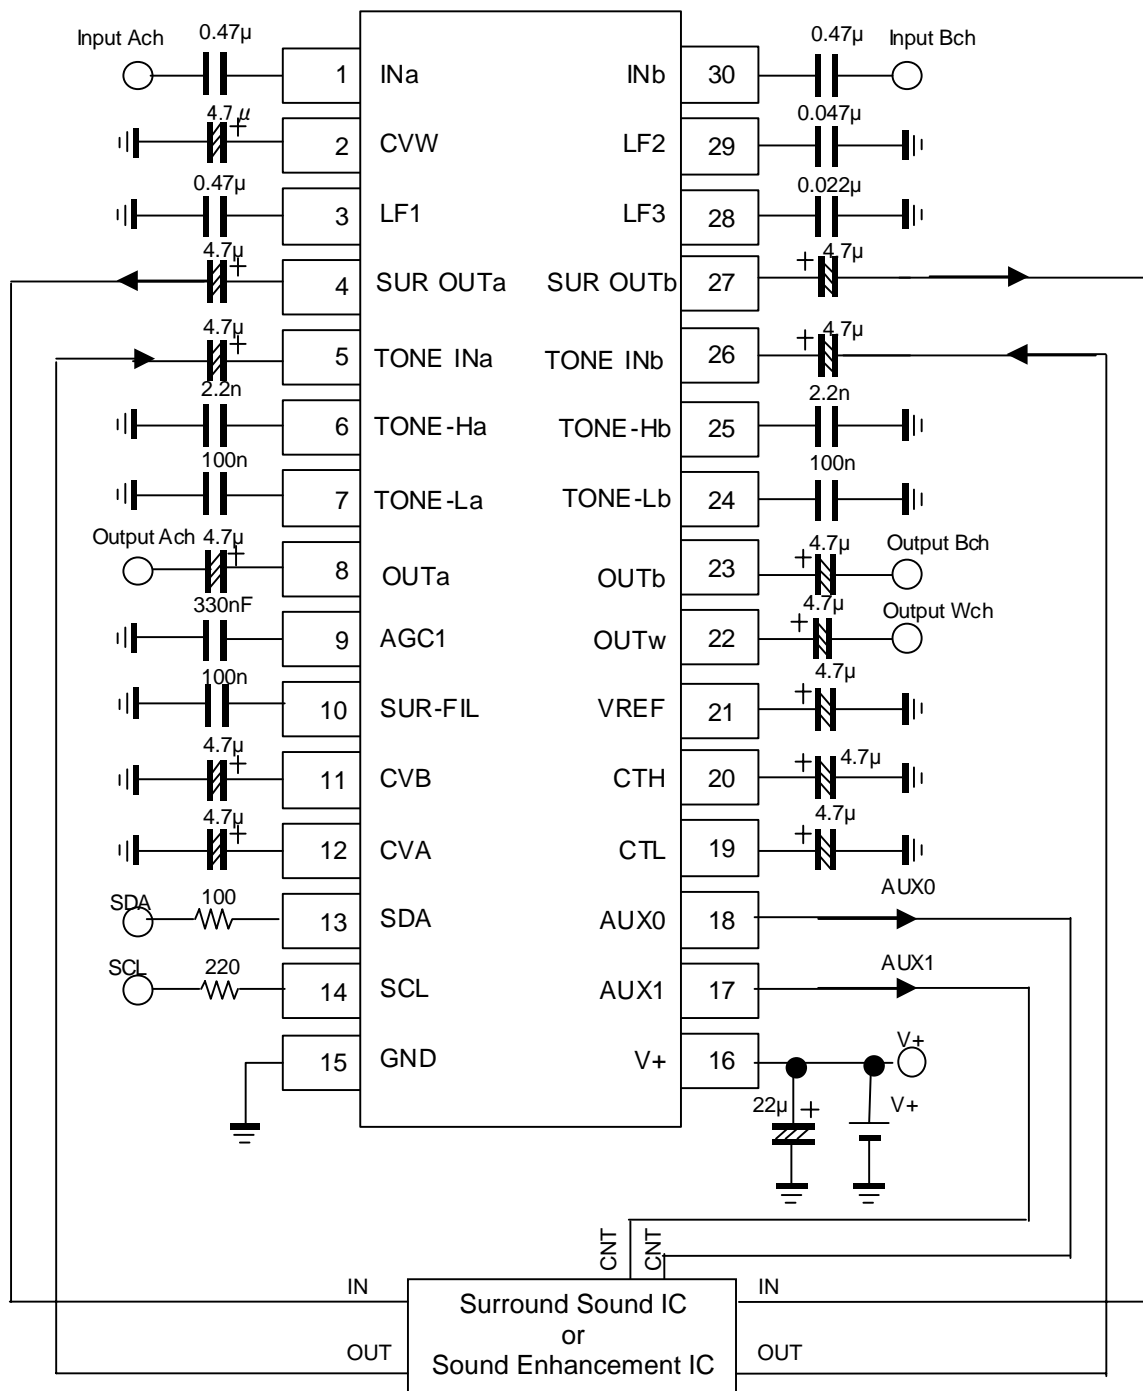 Input Ach
0.47µ
1
INa
INb
30
0.47µ
Input Bch
4.7μ
+
2
CVW
LF2
29
0.047µ
0.47µ
3
LF1
LF3
28
0.022µ
4.7µ
+
4
SUR OUTa
SUR OUTb
27
+
4.7µ
4.7µ
+
5
TONE INa
TONE INb
26
+
4.7µ
2.2n
6
TONE-Ha
TONE-Hb
25
2.2n
100n
7
TONE-La
TONE-Lb
24
100n
Output Ach
4.7µ
+
8
OUTa
OUTb
23
+
4.7µ
Output Bch
330nF
9
AGC1
OUTw
22
+
4.7µ
Output Wch
100n
10
SUR-FIL
VREF
21
+
4.7µ
4.7µ
+
11
CVB
CTH
20
+
4.7µ
4.7µ
+
12
CVA
CTL
19
+
4.7µ
SDA
100
13
SDA
AUX0
18
AUX0
SCL
220
14
SCL
AUX1
17
AUX1
15
GND
V+
16
V+
22µ
+
V+
CNT
CNT
IN
Surround Sound IC
or
Sound Enhancement IC
IN
OUT
OUT